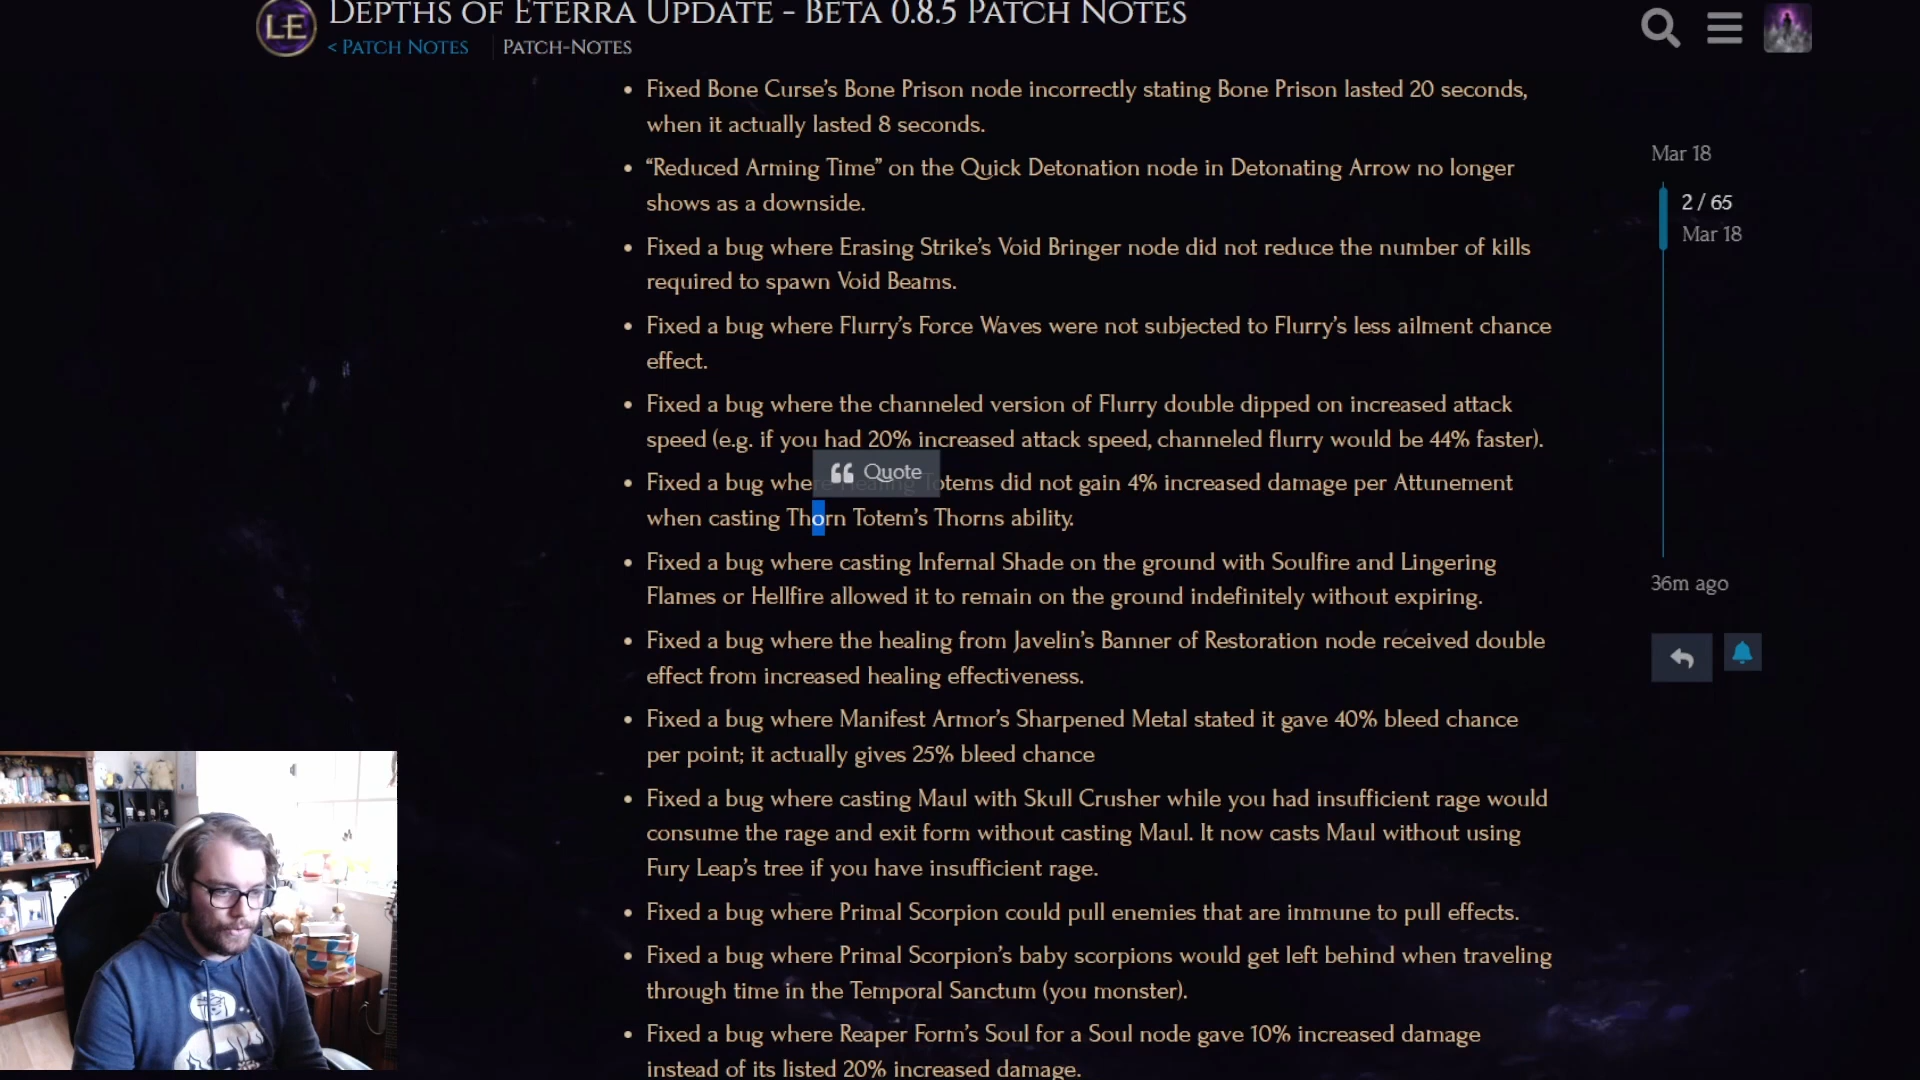 LE
Depths of Eterra Update - Beta 0.8.5 Patch Notes
< Patch Notes
Patch-Notes
• Fixed Bone Curse’s Bone Prison node incorrectly stating Bone Prison lasted 20 seconds,
when it actually lasted 8 seconds.
• “Reduced Arming Time” on the Quick Detonation node in Detonating Arrow no longer
shows as a downside.
• Fixed a bug where Erasing Strike’s Void Bringer node did not reduce the number of kills
required to spawn Void Beams.
• Fixed a bug where Flurry’s Force Waves were not subjected to Flurry’s less ailment chance
effect.
• Fixed a bug where the channeled version of Flurry double dipped on increased attack
speed (e.g. if you had 20% increased attack speed, channeled flurry would be 44% faster).
Quote
• Fixed a bug where Healing Totems did not gain 4% increased damage per Attunement
when casting Thorn Totem’s Thorns ability.
• Fixed a bug where casting Infernal Shade on the ground with Soulfire and Lingering
Flames or Hellfire allowed it to remain on the ground indefinitely without expiring.
• Fixed a bug where the healing from Javelin’s Banner of Restoration node received double
effect from increased healing effectiveness.
• Fixed a bug where Manifest Armor’s Sharpened Metal stated it gave 40% bleed chance
per point; it actually gives 25% bleed chance
• Fixed a bug where casting Maul with Skull Crusher while you had insufficient rage would
consume the rage and exit form without casting Maul. It now casts Maul without using
Fury Leap’s tree if you have insufficient rage.
• Fixed a bug where Primal Scorpion could pull enemies that are immune to pull effects.
• Fixed a bug where Primal Scorpion’s baby scorpions would get left behind when traveling
through time in the Temporal Sanctum (you monster).
• Fixed a bug where Reaper Form’s Soul for a Soul node gave 10% increased damage
instead of its listed 20% increased damage.
Mar 18
2 / 65
Mar 18
36m ago